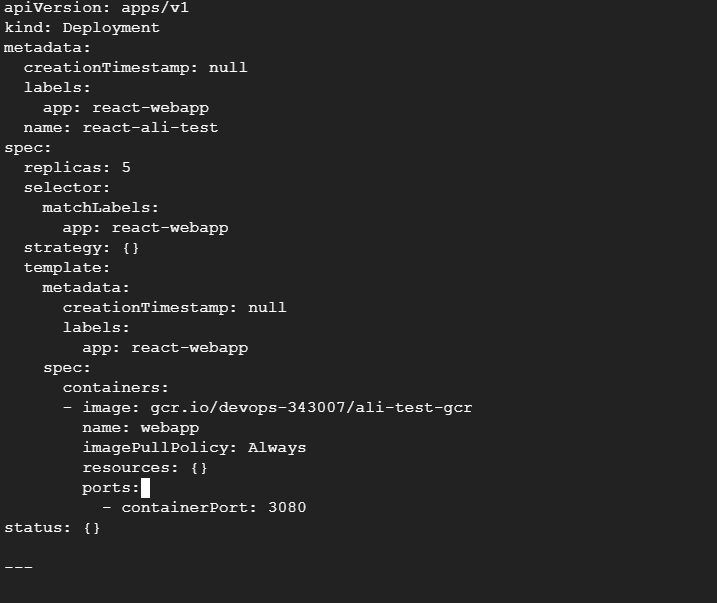 apiVersion: apps/v1
kind: Deployment
metadata:
  creationTimestamp: null
  labels:
    app: react-webapp
  name: react-ali-test
spec:
  replicas: 5
  selector:
    matchLabels:
      app: react-webapp
  strategy: {}
  template:
    metadata:
      creationTimestamp: null
      labels:
        app: react-webapp
    spec:
      containers:
      - image: gcr.io/devops-343007/ali-test-gcr
        name: webapp
        imagePullPolicy: Always
        resources: {}
        ports:
          - containerPort: 3080
status: {}

---